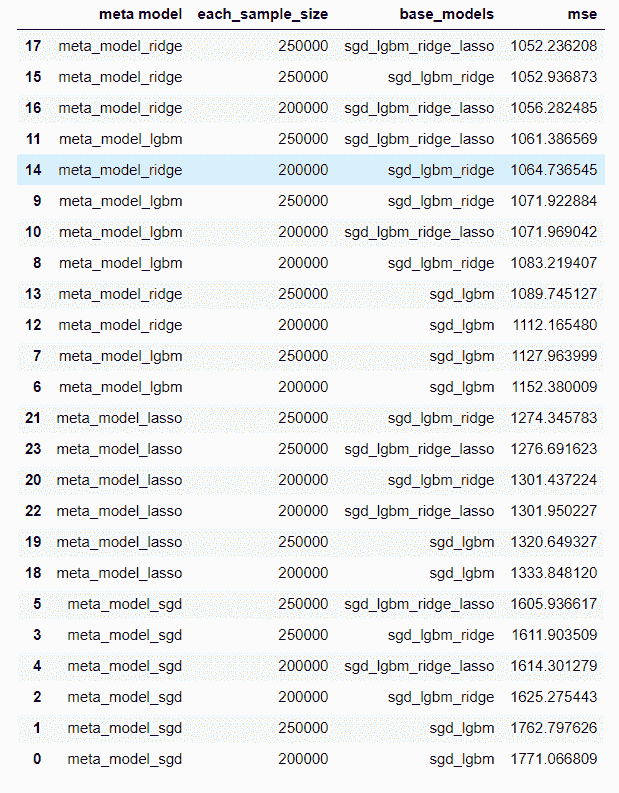 meta model each_sample_size base_models mse
17 meta_model_ridge 250000 sgd_lgbm_ridge_lasso 1052.236208
15 meta_model_ridge 250000 sgd_lgbm_ridge 1052.936873
16 meta_model_ridge 200000 sgd_lgbm_ridge_lasso 1056.282485
11 meta_model_lgbm 250000 sgd_lgbm_ridge_lasso 1061.386569
14 meta_model_ridge 200000 sgd_lgbm_ridge 1064.736545
9 meta_model_lgbm 250000 sgd_lgbm_ridge 1071.922884
10 meta_model_lgbm 200000 sgd_lgbm_ridge_lasso 1071.969042
8 meta_model_lgbm 200000 sgd_lgbm_ridge 1083.219407
13 meta_model_ridge 250000 sgd_lgbm 1089.745127
12 meta_model_ridge 200000 sgd_lgbm 1112.165480
7 meta_model_lgbm 250000 sgd_lgbm 1127.963999
6 meta_model_lgbm 200000 sgd_lgbm 1152.380009
21 meta_model_lasso 250000 sgd_lgbm_ridge 1274.345783
23 meta_model_lasso 250000 sgd_lgbm_ridge_lasso 1276.691623
20 meta_model_lasso 200000 sgd_lgbm_ridge 1301.437224
22 meta_model_lasso 200000 sgd_lgbm_ridge_lasso 1301.950227
19 meta_model_lasso 250000 sgd_lgbm 1320.649327
18 meta_model_lasso 200000 sgd_lgbm 1333.848120
5 meta_model_sgd 250000 sgd_lgbm_ridge_lasso 1605.936617
3 meta_model_sgd 250000 sgd_lgbm_ridge 1611.903509
4 meta_model_sgd 200000 sgd_lgbm_ridge_lasso 1614.301279
2 meta_model_sgd 200000 sgd_lgbm_ridge 1625.275443
1 meta_model_sgd 250000 sgd_lgbm 1762.797626
0 meta_model_sgd 200000 sgd_lgbm 1771.066809